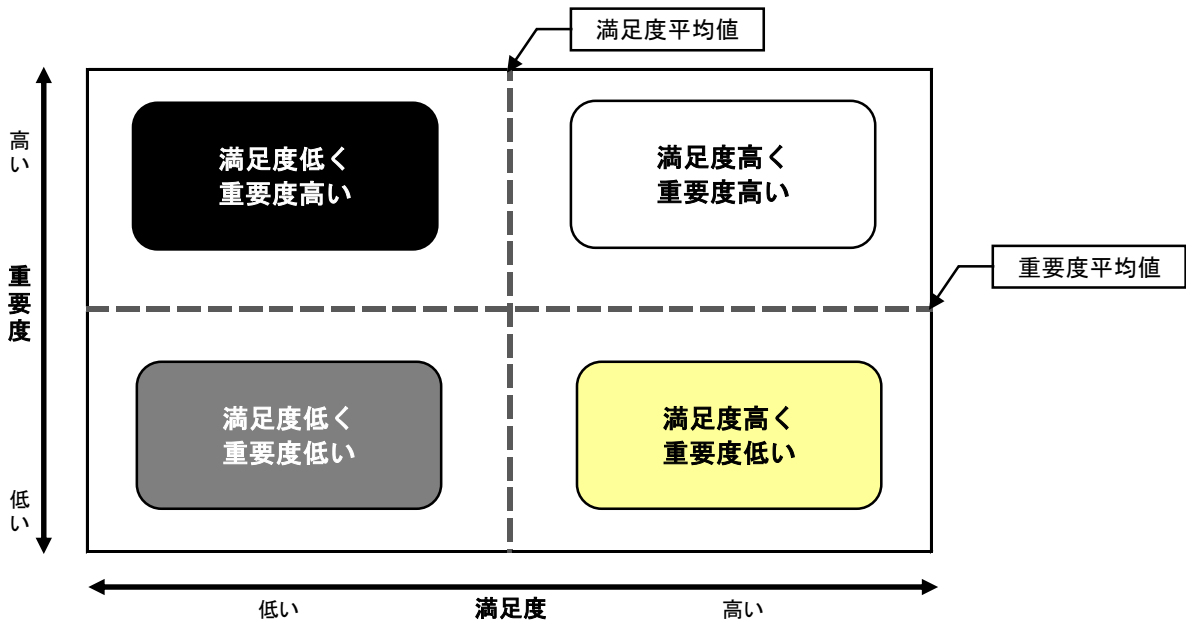 満足度平均値
高い
満足度低く
重要度高い
満足度高く
重要度高い
重要度平均値
重要度
満足度低く
重要度低い
満足度高く
重要度低い
低い
低い
満足度
高い